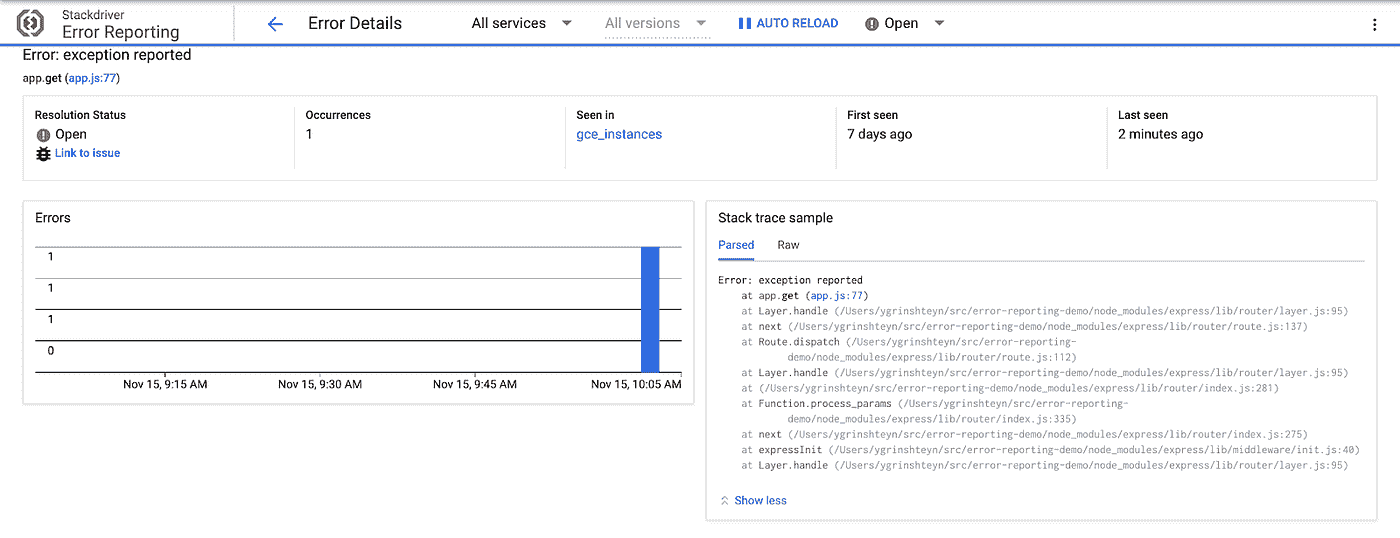 Stackdriver
Error Reporting
Error Details
All services
All versions
AUTO RELOAD
Open
Error: exception reported
app.get (app.js:77)
Resolution Status
Open
Link to issue
Occurrences
1
Seen in
gce_instances
First seen
7 days ago
Last seen
2 minutes ago
Errors
1
1
1
0
Nov 15, 9:15 AM
Nov 15, 9:30 AM
Nov 15, 9:45 AM
Nov 15, 10:05 AM
Stack trace sample
Parsed
Raw
Error: exception reported
at app.get (app.js:77)
at Layer.handle (/Users/ygrinshteyn/src/error-reporting-demo/node_modules/express/lib/router/layer.js:95)
at next (/Users/ygrinshteyn/src/error-reporting-demo/node_modules/express/lib/router/route.js:137)
at Route.dispatch (/Users/ygrinshteyn/src/error-reporting-
demo/node_modules/express/lib/router/route.js:112)
at Layer.handle (/Users/ygrinshteyn/src/error-reporting-demo/node_modules/express/lib/router/layer.js:95)
at (/Users/ygrinshteyn/src/error-reporting-demo/node_modules/express/lib/router/index.js:281)
at Function.process_params (/Users/ygrinshteyn/src/error-reporting-
demo/node_modules/express/lib/router/index.js:335)
at next (/Users/ygrinshteyn/src/error-reporting-demo/node_modules/express/lib/router/index.js:275)
at expressInit (/Users/ygrinshteyn/src/error-reporting-demo/node_modules/express/lib/middleware/init.js:40)
at Layer.handle (/Users/ygrinshteyn/src/error-reporting-demo/node_modules/express/lib/router/layer.js:95)
Show less